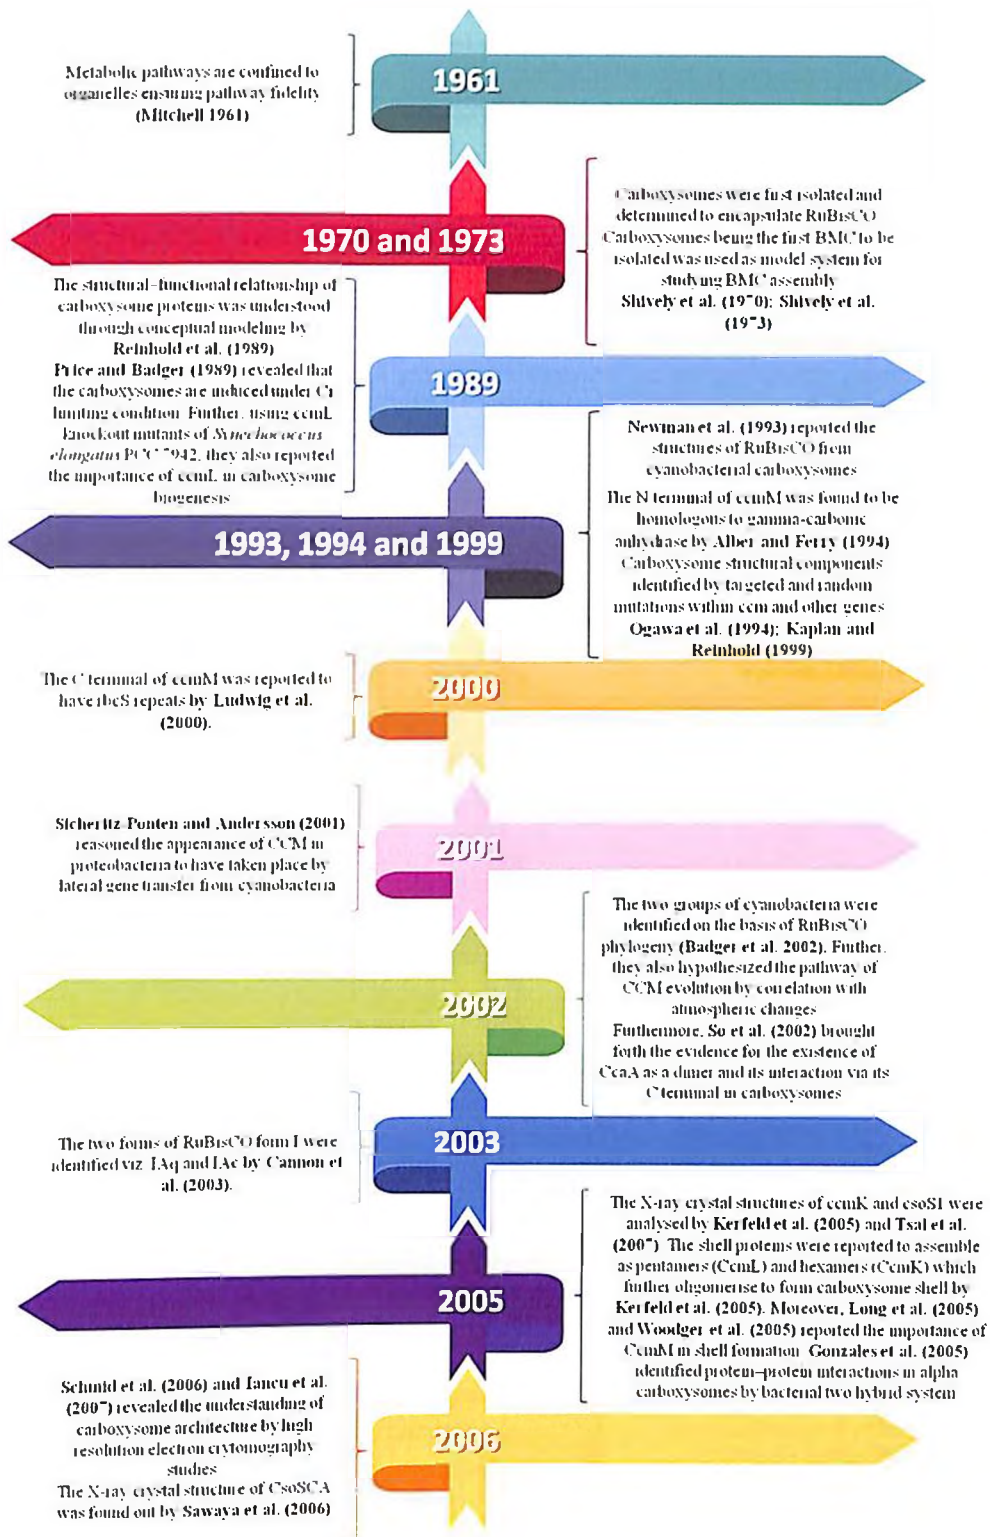 Metabolic pathways are confined to
organelles ensuring pathway fidelity
(Mitchell 1961)
1961
1970 and 1973
Carboxysomes were first isolated and
determined to encapsulate RuBisCO
Carboxysomes being the first BMC to be
isolated was used as model system for
studying BMC assembly
Shively et al. (1970); Shively et al.
(1973)
The structural-functional relationship of
carboxysome proteins was understood
through conceptual modeling by
Reinhold et al. (1989)
Price and Badger (1989) revealed that
the carboxysomes are induced under Ci
limiting condition. Further, using ccmL
knockout mutants of Synechococcus
elongatus PCC 7942, they also reported
the importance of ccmL in carboxysome
biogenesis
1989
1993, 1994 and 1999
Newman et al. (1993) reported the
structures of RuBisCO from
cyanobacterial carboxysomes
The N terminal of ccmM was found to be
homologous to gamma-carbonic
anhydrase by Alber and Ferry (1994)
Carboxysome structural components
identified by targeted and random
mutations within ccm and other genes
Ogawa et al. (1994); Kaplan and
Reinhold (1999)
The C terminal of ccmM was reported to
have rbcS repeats by Ludwig et al.
(2000).
2000
Sicheritz-Ponten and Andersson (2001)
reasoned the appearance of CCM in
proteobacteria to have taken place by
lateral gene transfer from cyanobacteria
2001
2002
The two groups of cyanobacteria were
identified on the basis of RuBisCO
phylogeny (Badger et al. 2002). Further,
they also hypothesized the pathway of
CCM evolution by correlation with
atmospheric changes
Furthermore, So et al. (2002) brought
forth the evidence for the existence of
CcaA as a dimer and its interaction via its
C terminal in carboxysomes
The two forms of RuBisCO form I were
identified viz. IAq and IAc by Cannon et
al. (2003).
2003
2005
The X-ray crystal structures of ccmK and csoS1 were
analysed by Kerfeld et al. (2005) and Tsal et al.
(2007) The shell proteins were reported to assemble
as pentamers (CcmL) and hexamers (CcmK) which
further oligomerise to form carboxysome shell by
Kerfeld et al. (2005). Moreover, Long et al. (2005)
and Woodger et al. (2005) reported the importance of
CcmM in shell formation. Gonzales et al. (2005)
identified protein–protein interactions in alpha
carboxysomes by bacterial two hybrid system
Schmid et al. (2006) and Iancu et al.
(2007) revealed the understanding of
carboxysome architecture by high
resolution electron crytomography
studies
The X-ray crystal structure of CsoSCA
was found out by Sawaya et al. (2006)
2006